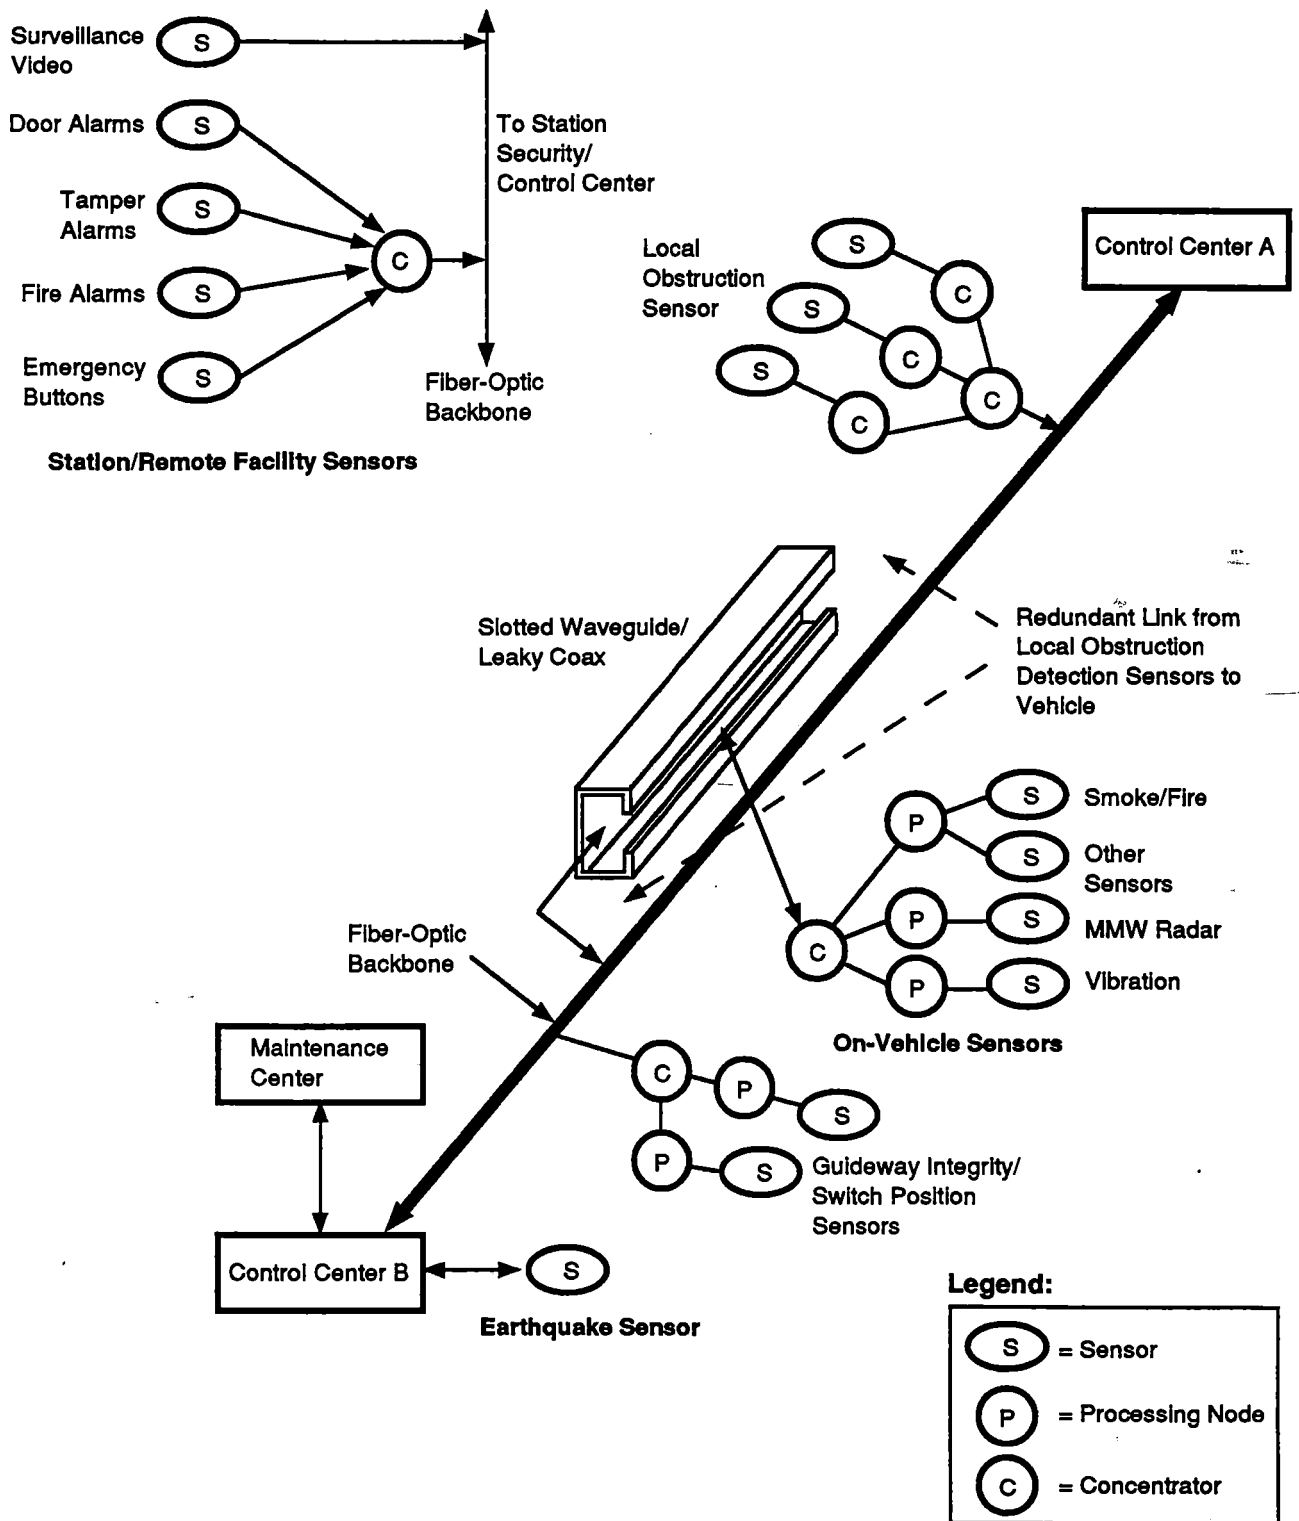 Surveillance
Video
S
Door Alarms
S
Tamper
Alarms
S
Fire Alarms
S
Emergency
Buttons
S
C
To Station
Security/
Control Center
Fiber-Optic
Backbone
Station/Remote Facility Sensors
Local
Obstruction
Sensor
S
S
S
C
C
C
C
Control Center A
Slotted Waveguide/
Leaky Coax
Redundant Link from
Local Obstruction
Detection Sensors to
Vehicle
P
S
Smoke/Fire
S
Other
Sensors
C
P
S
MMW Radar
P
S
Vibration
On-Vehicle Sensors
Fiber-Optic
Backbone
Maintenance
Center
C
P
S
P
S
Guideway Integrity/
Switch Position
Sensors
Control Center B
S
Earthquake Sensor
Legend:
S = Sensor
P = Processing Node
C = Concentrator